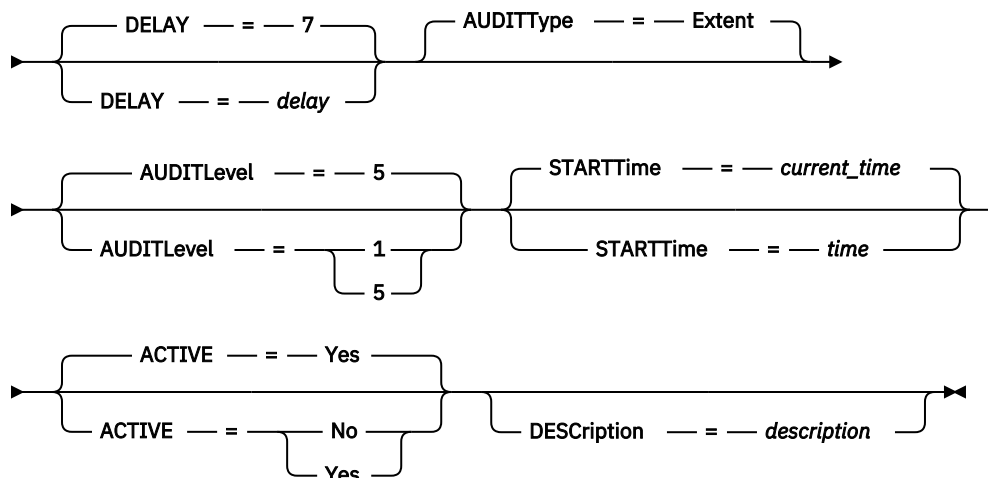 DELAY = 7
AUDITType = Extent
DELAY = delay
AUDITLevel = 5
STARTTime = current_time
AUDITLevel = 1
STARTTime = time
5
ACTIVE = Yes
ACTIVE = No
DESCription = description
Yes